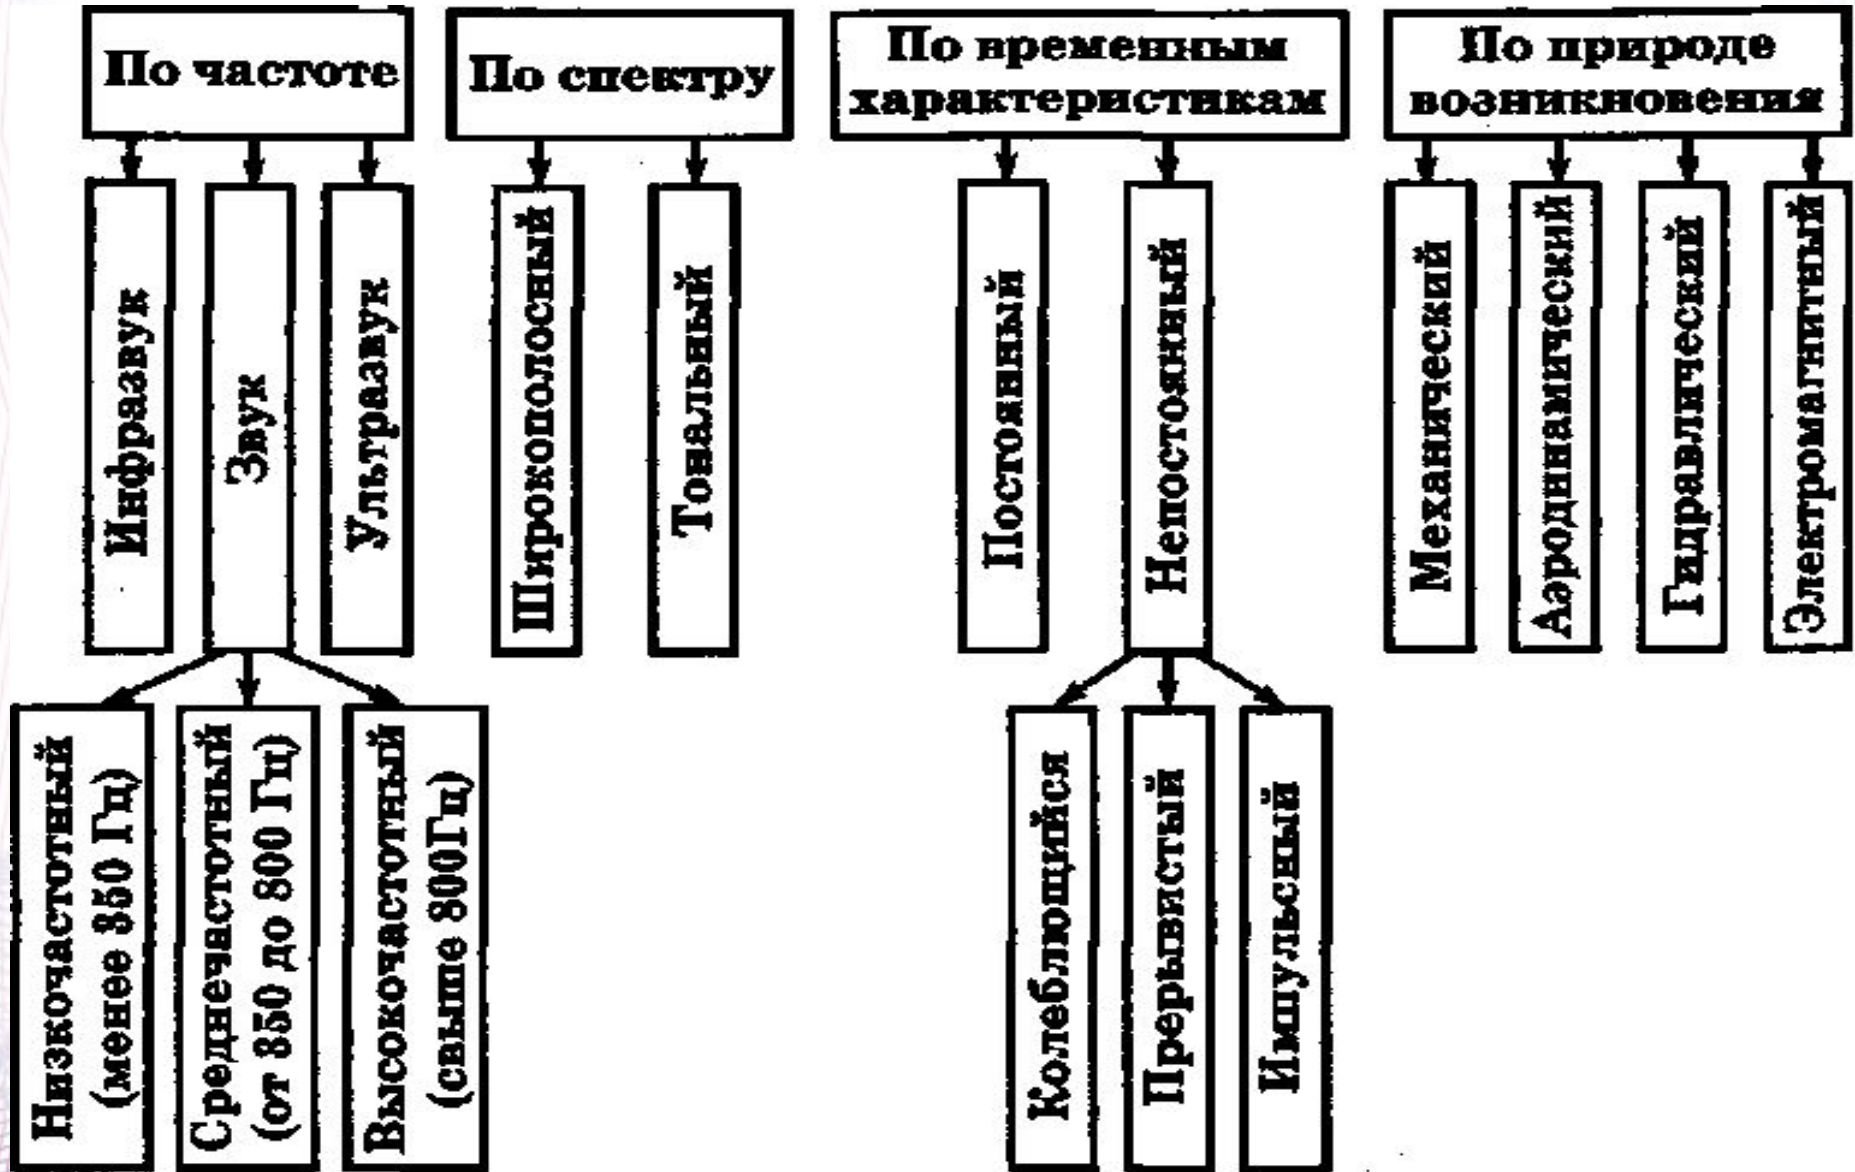 По частоте
По спектру
По временным
характеристикам
По природе
возникновения
Инфразвук
Звук
Ультразвук
Широкополосный
Тональный
Постоянный
Непостоянный
Механический
Аэродинамический
Гидравлический
Электромагнитный
Низкочастотный
(менее 350 Гц)
Среднечастотный
(от 350 до 800 Гц)
Высокочастотный
(свыше 800Гц)
Колеблющийся
Прерывистый
Импульсный